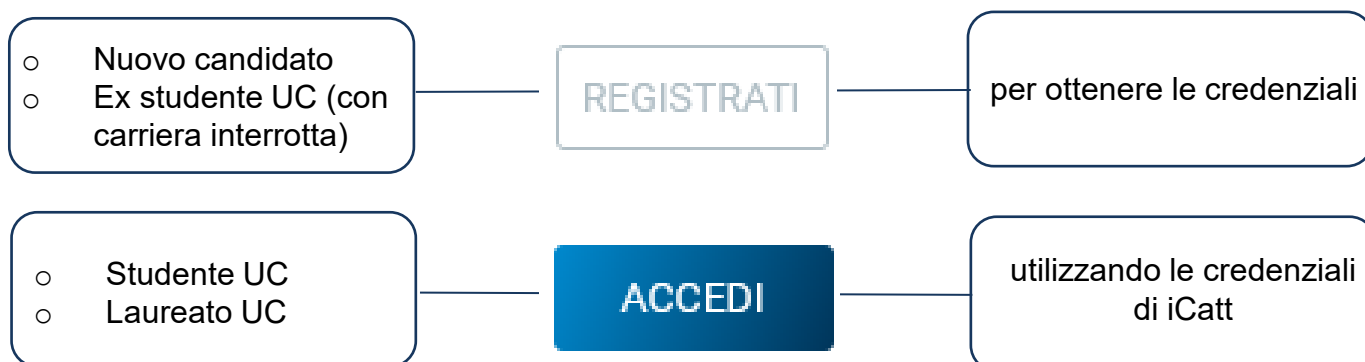 ○ Nuovo candidato
○ Ex studente UC (con
carriera interrotta)
REGISTRATI
per ottenere le credenziali
○ Studente UC
○ Laureato UC
ACCEDI
utilizzando le credenziali
di iCatt